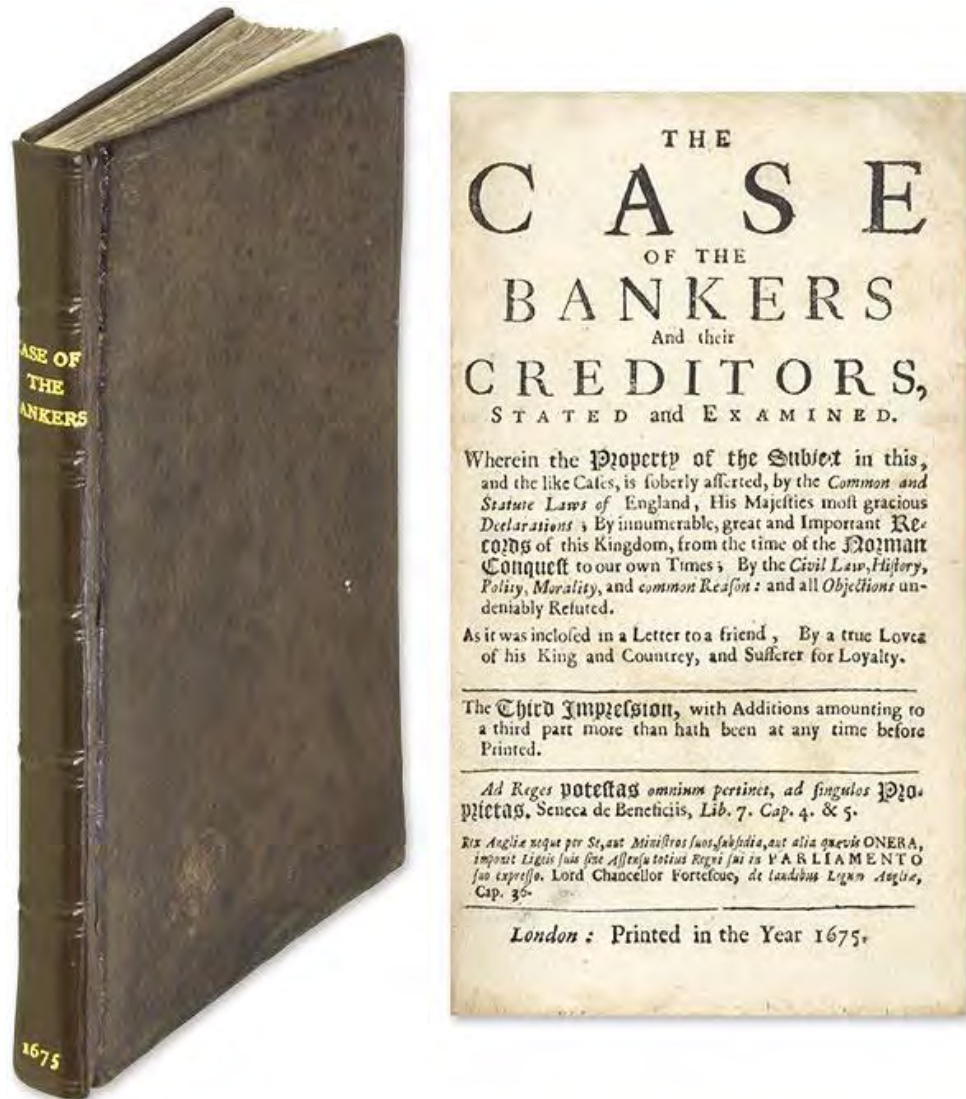 CASE OF
THE
BANKERS
1675
THE
CASE
OF THE
BANKERS
And their
CREDITORS,
STATED and EXAMINED.
Wherein the Property of the Subject in this,
and the like Caſes, is ſoberly aſſerted, by the Common and
Statute Laws of England, His Majeſties moſt gracious
Declarations; By innumerable, great and Important Re-
cords of this Kingdom, from the time of the Norman
Conqueſt to our own Times; By the Civil Law, Hiſtory,
Policy, Morality, and common Reaſon: and all Objections un-
deniably Refuted.
As it was incloſed in a Letter to a friend, By a true Lover
of his King and Countrey, and Sufferer for Loyalty.
The Third Impreſsion, with Additions amounting to
a third part more than hath been at any time before
Printed.
Ad Reges poteſtas omnium pertinet, ad ſingulos Pro-
prietas. Seneca de Beneficiis, Lib. 7. Cap. 4. & 5.
Rex Angliæ neque per Se, aut Miniſtros ſuos, ſubſidia, aut alia quævis ONERA,
imponit Ligeis ſuis ſine Aſſenſu totius Regni ſui in PARLIAMENTO
ſuo expreſſo. Lord Chancellor Forteſcue, de laudibus Legum Angliæ,
Cap. 36.
London: Printed in the Year 1675.